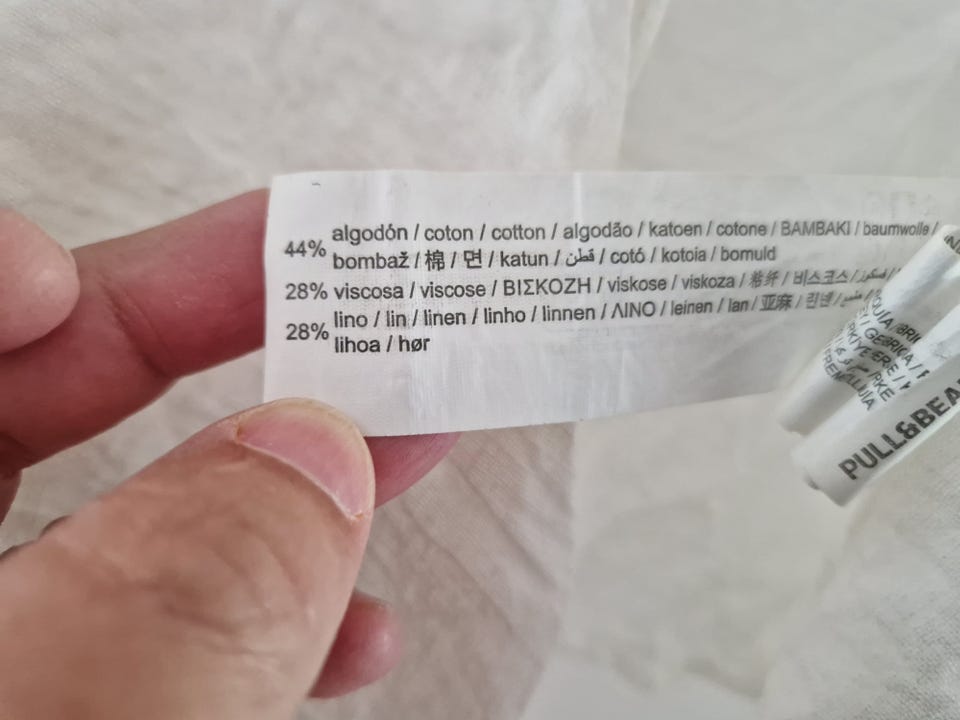 44% algodón / coton / cotton / algodão / katoen / cotone / BAMBAKI / baumwolle /
bombaž / 棉 / 면 / katun / قطن / cotó / kotoia / bomuld
28% viscosa / viscose / ΒΙΣΚΟΖΗ / viskose / viskoza / 粘纤 / 비스코스 / فسكوز /
28% lino / lin / linen / linho / linnen / ΛΙΝΟ / leinen / lan / 亚麻 / 린넨 /
lihoa / hør
PULL&BEA